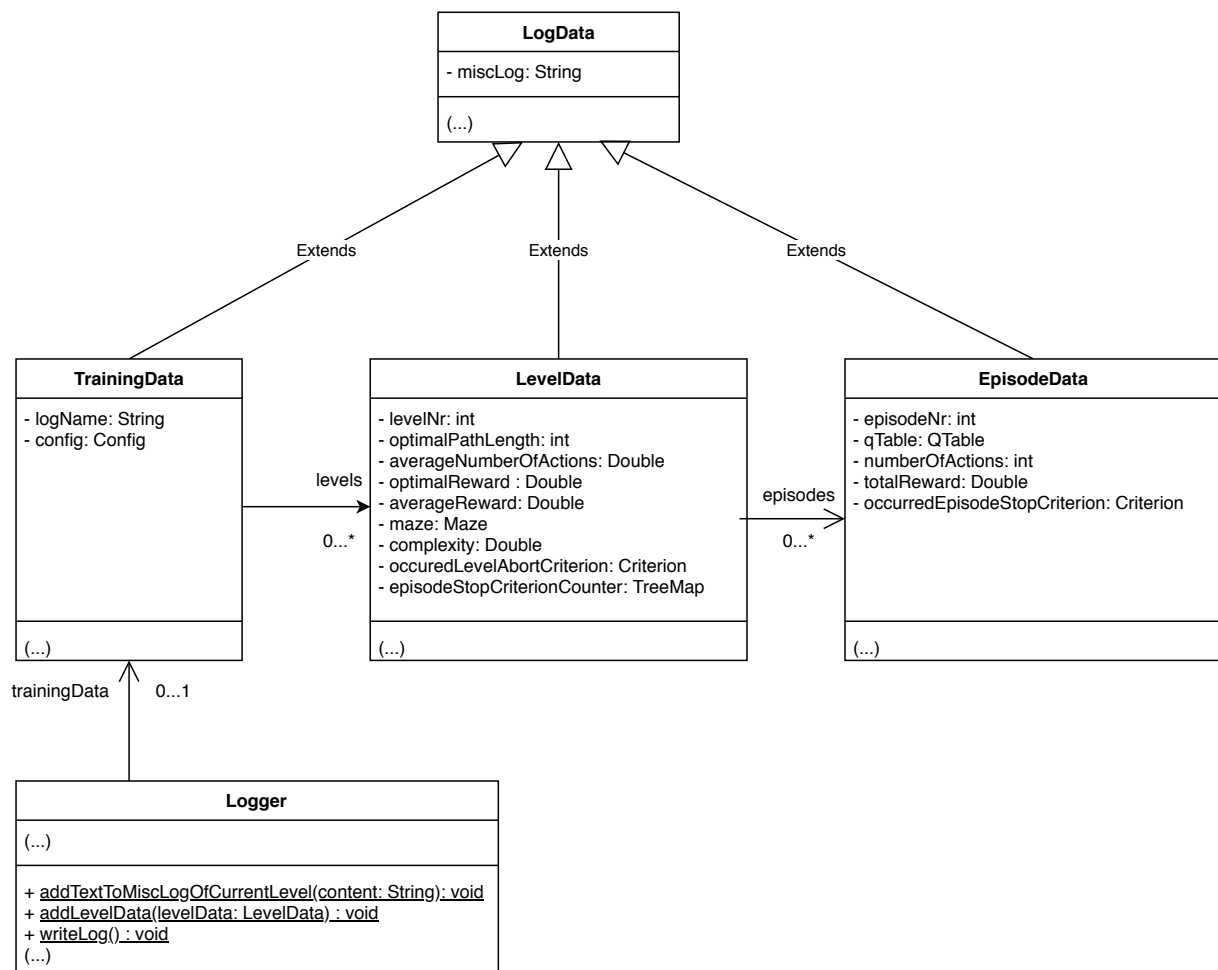 LogData
- miscLog: String
(...)
Extends
Extends
Extends
TrainingData
- logName: String
- config: Config
(...)
levels
0...*
LevelData
- levelNr: int
- optimalPathLength: int
- averageNumberOfActions: Double
- optimalReward : Double
- averageReward: Double
- maze: Maze
- complexity: Double
- occuredLevelAbortCriterion: Criterion
- episodeStopCriterionCounter: TreeMap
(...)
episodes
0...*
EpisodeData
- episodeNr: int
- qTable: QTable
- numberOfActions: int
- totalReward: Double
- occurredEpisodeStopCriterion: Criterion
(...)
trainingData
0...1
Logger
(...)
+ addTextToMiscLogOfCurrentLevel(content: String): void
+ addLevelData(levelData: LevelData) : void
+ writeLog() : void
(...)